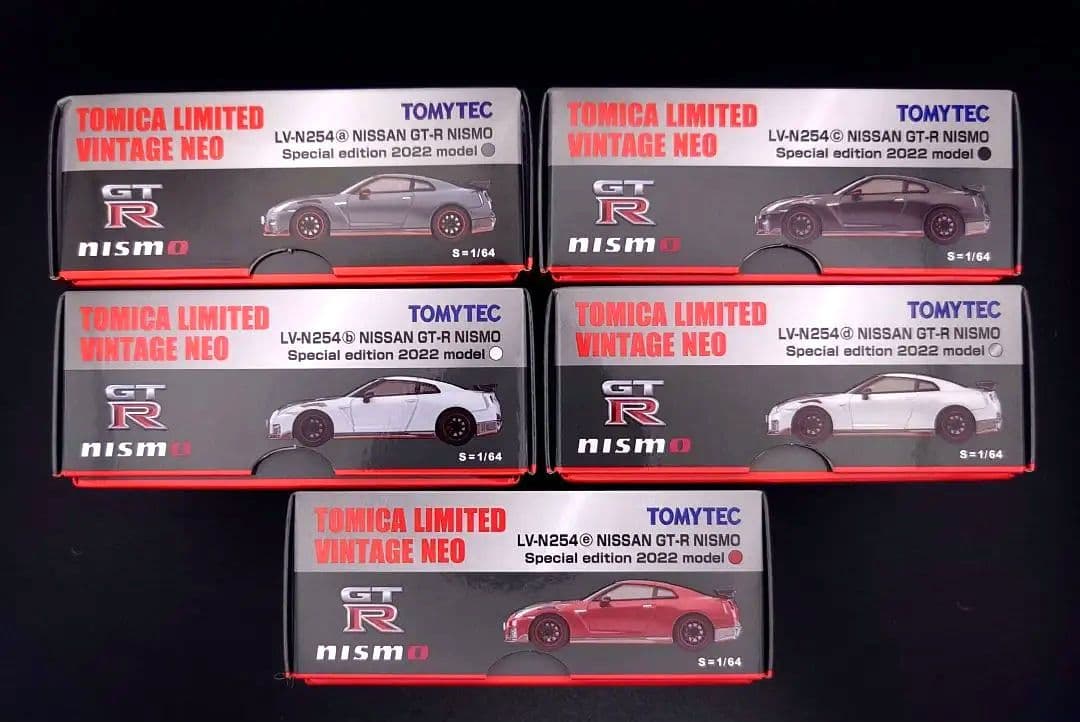 TOMICA LIMITED
VINTAGE NEO
TOMYTEC
LV-N254ⓐ NISSAN GT-R NISMO
Special edition 2022 model
GT
R
nismo
S=1/64
TOMICA LIMITED
VINTAGE NEO
TOMYTEC
LV-N254ⓒ NISSAN GT-R NISMO
Special edition 2022 model
GT
R
nismo
S=1/64
TOMICA LIMITED
VINTAGE NEO
TOMYTEC
LV-N254ⓑ NISSAN GT-R NISMO
Special edition 2022 model
GT
R
nismo
S=1/64
TOMICA LIMITED
VINTAGE NEO
TOMYTEC
LV-N254ⓓ NISSAN GT-R NISMO
Special edition 2022 model
GT
R
nismo
S=1/64
TOMICA LIMITED
VINTAGE NEO
TOMYTEC
LV-N254ⓔ NISSAN GT-R NISMO
Special edition 2022 model
GT
R
nismo
S=1/64